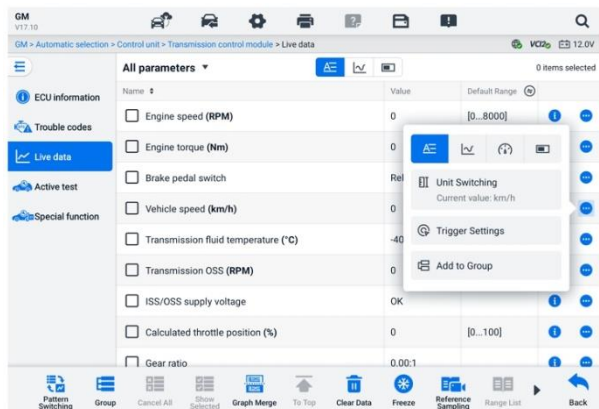 GM
V17.10
GM > Automatic selection > Control unit > Transmission control module > Live data
VCI 12.0V
All parameters
0 items selected
ECU information
Trouble codes
Live data
Active test
Special function
Name Value Default Range
Engine speed (RPM) 0 [0...8000]
Engine torque (Nm) 0
Brake pedal switch Rel
Vehicle speed (km/h) 0
Transmission fluid temperature (°C) -40
Transmission OSS (RPM) 0
ISS/OSS supply voltage OK
Calculated throttle position (%) 0 [0...100]
Gear ratio 0.00:1
Unit Switching
Current value: km/h
Trigger Settings
Add to Group
Pattern Switching
Group
Cancel All
Show Selected
Graph Merge
To Top
Clear Data
Freeze
Reference Sampling
Range List
Back